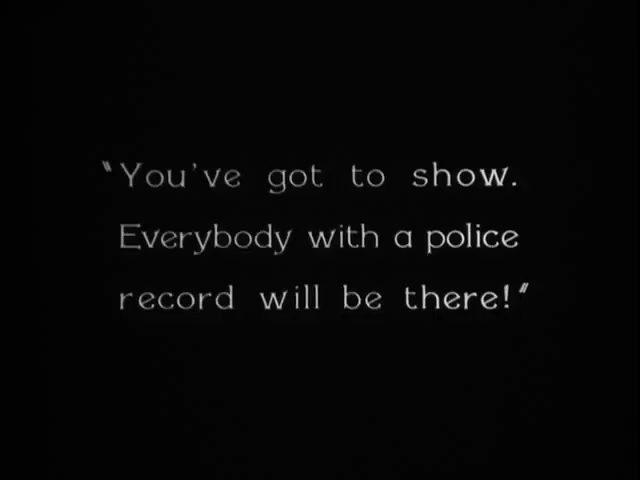 "You've got to show.
Everybody with a police
record will be there!"